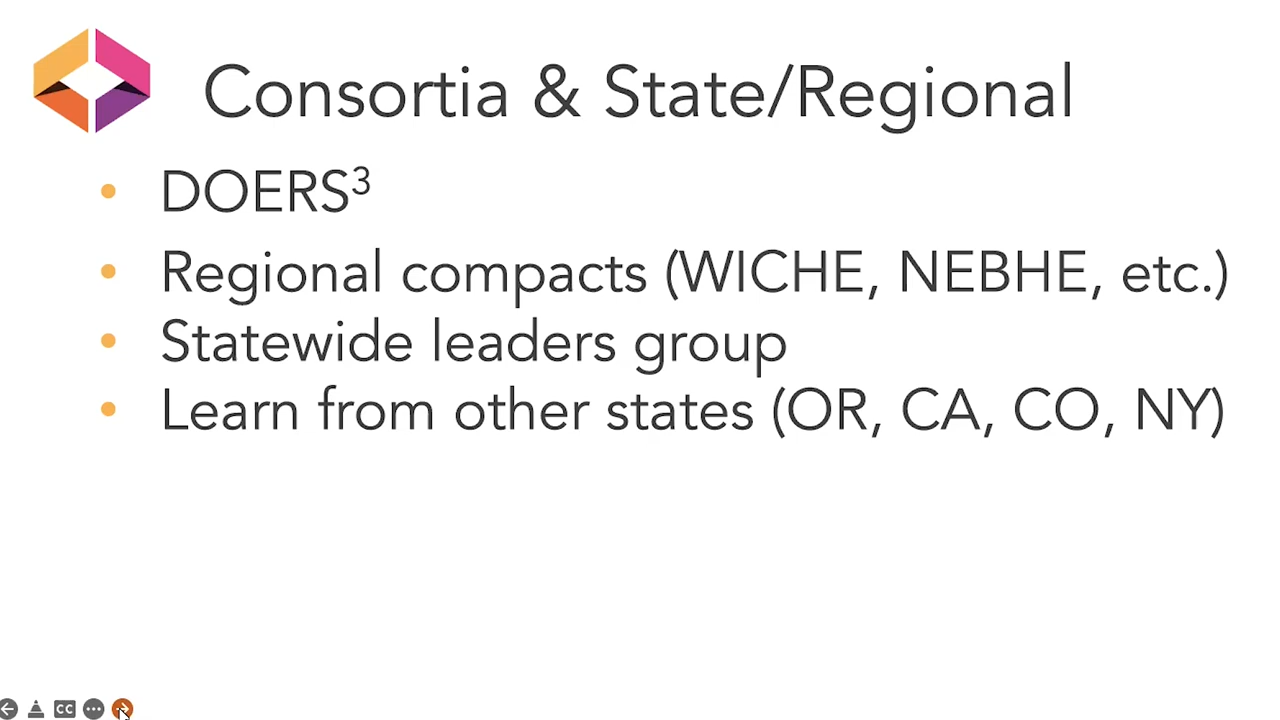 Consortia & State/Regional
• DOERS³
• Regional compacts (WICHE, NEBHE, etc.)
• Statewide leaders group
• Learn from other states (OR, CA, CO, NY)
CC